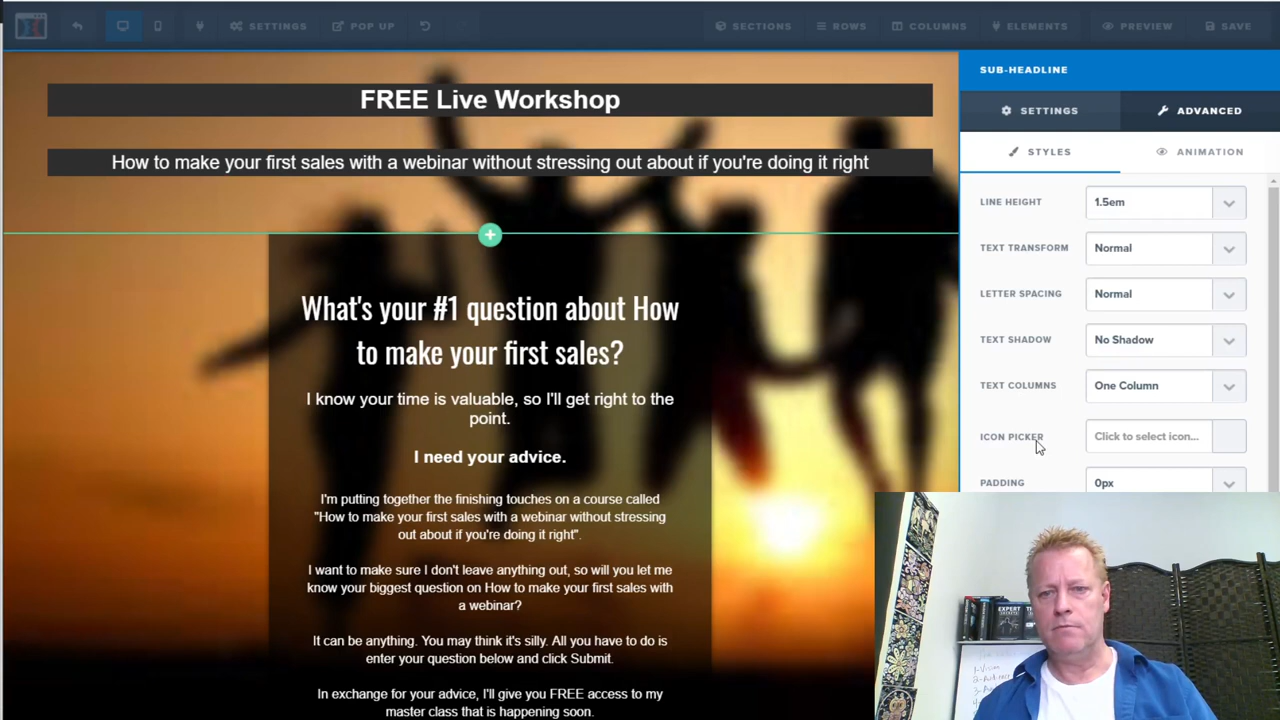 SETTINGS
POP UP
SECTIONS
ROWS
COLUMNS
ELEMENTS
PREVIEW
SAVE
FREE Live Workshop
How to make your first sales with a webinar without stressing out about if you're doing it right
What's your #1 question about How
to make your first sales?
I know your time is valuable, so I'll get right to the
point.
I need your advice.
I'm putting together the finishing touches on a course called
"How to make your first sales with a webinar without stressing
out about if you're doing it right".
I want to make sure I don't leave anything out, so will you let me
know your biggest question on How to make your first sales with
a webinar?
It can be anything. You may think it's silly. All you have to do is
enter your question below and click Submit.
In exchange for your advice, I'll give you FREE access to my
master class that is happening soon.
SUB-HEADLINE
SETTINGS
ADVANCED
STYLES
ANIMATION
LINE HEIGHT
1.5em
TEXT TRANSFORM
Normal
LETTER SPACING
Normal
TEXT SHADOW
No Shadow
TEXT COLUMNS
One Column
ICON PICKER
Click to select icon...
PADDING
0px
EXPERT